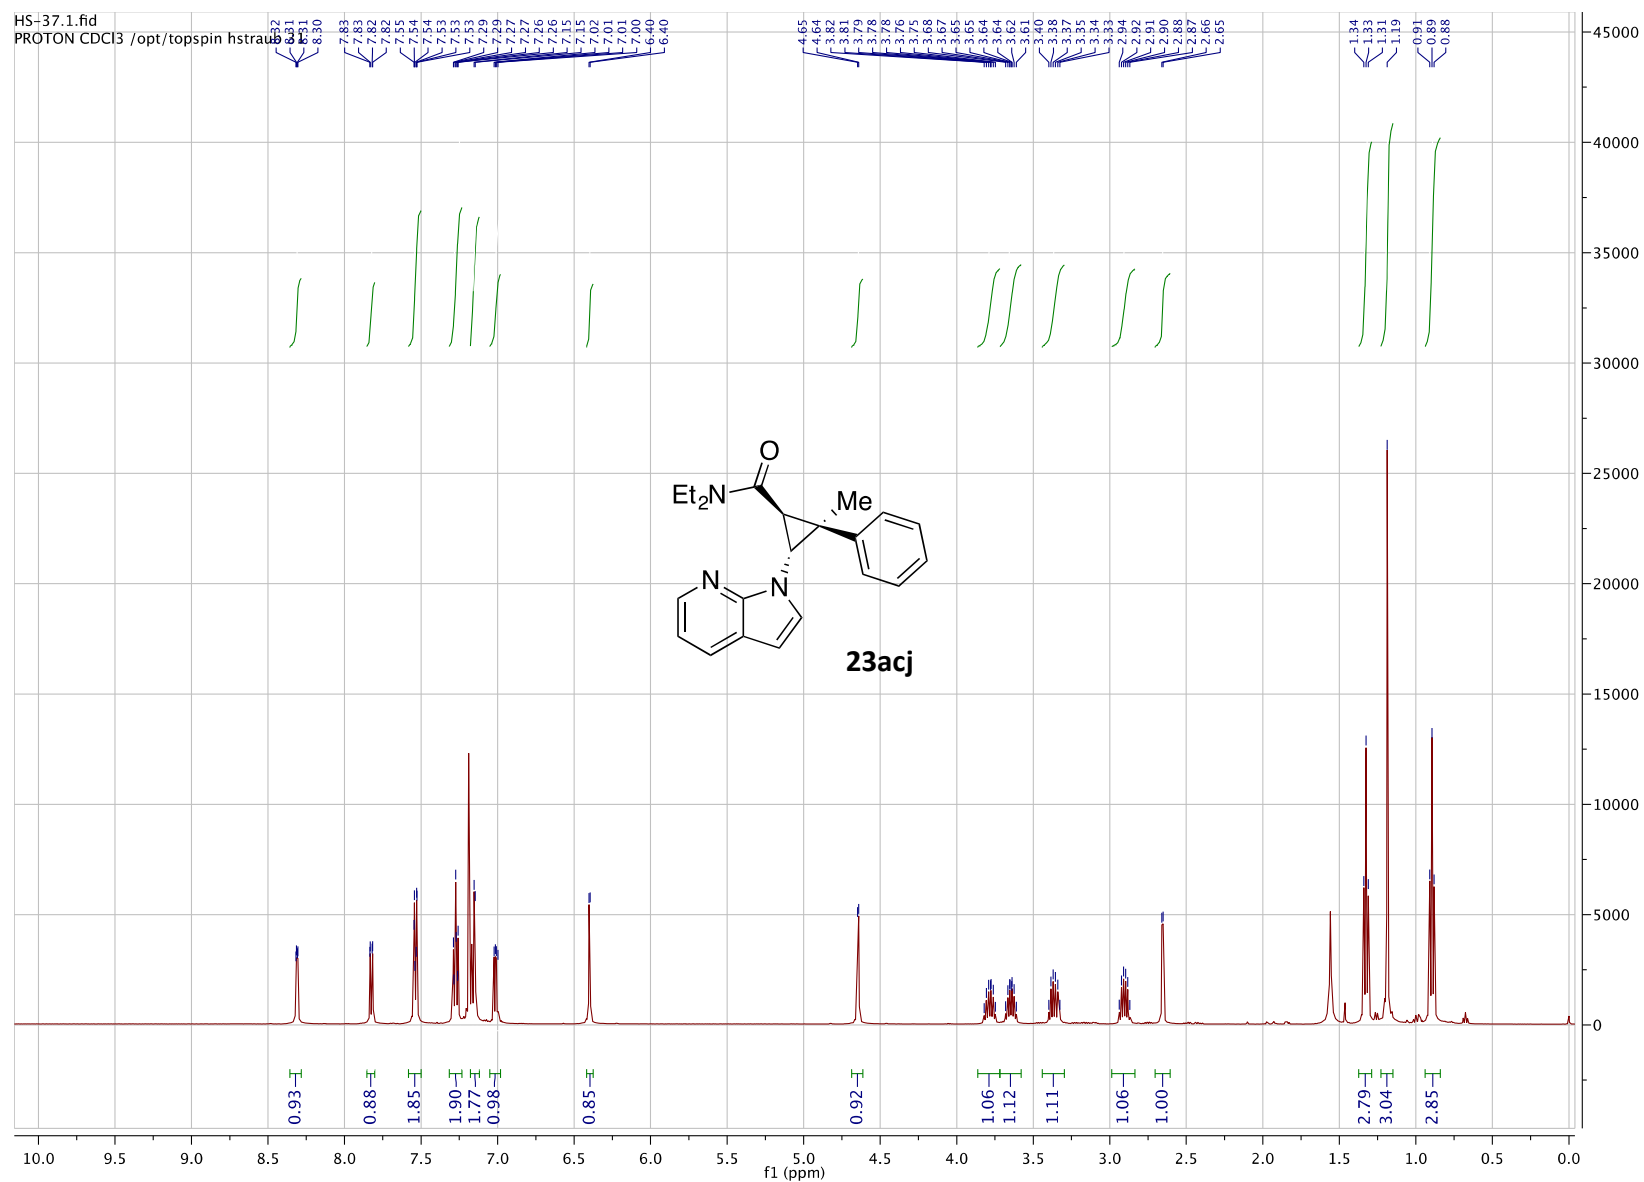 HS-37.1.fid
PROTON CDCl3 /opt/topspin hstraub 31
8.32 8.31 8.31 8.30 7.83 7.83 7.82 7.82 7.55 7.54 7.54 7.53 7.53 7.53 7.29 7.29 7.27 7.27 7.26 7.26 7.15 7.15 7.02 7.01 7.01 7.00 6.40 6.40 4.65 4.64 3.82 3.81 3.79 3.78 3.78 3.76 3.75 3.68 3.67 3.65 3.65 3.64 3.64 3.62 3.61 3.40 3.38 3.37 3.35 3.34 3.33 2.94 2.92 2.91 2.90 2.88 2.87 2.66 2.65 1.34 1.33 1.31 1.19 0.91 0.89 0.88
45000
40000
35000
30000
25000
20000
15000
10000
5000
0
O
Et2N
Me
N
N
23acj
0.93 0.88 1.85 1.90 1.77 0.98 0.85 0.92 1.06 1.12 1.11 1.06 1.00 2.79 3.04 2.85
10.0 9.5 9.0 8.5 8.0 7.5 7.0 6.5 6.0 5.5 5.0 4.5 4.0 3.5 3.0 2.5 2.0 1.5 1.0 0.5 0.0
f1 (ppm)